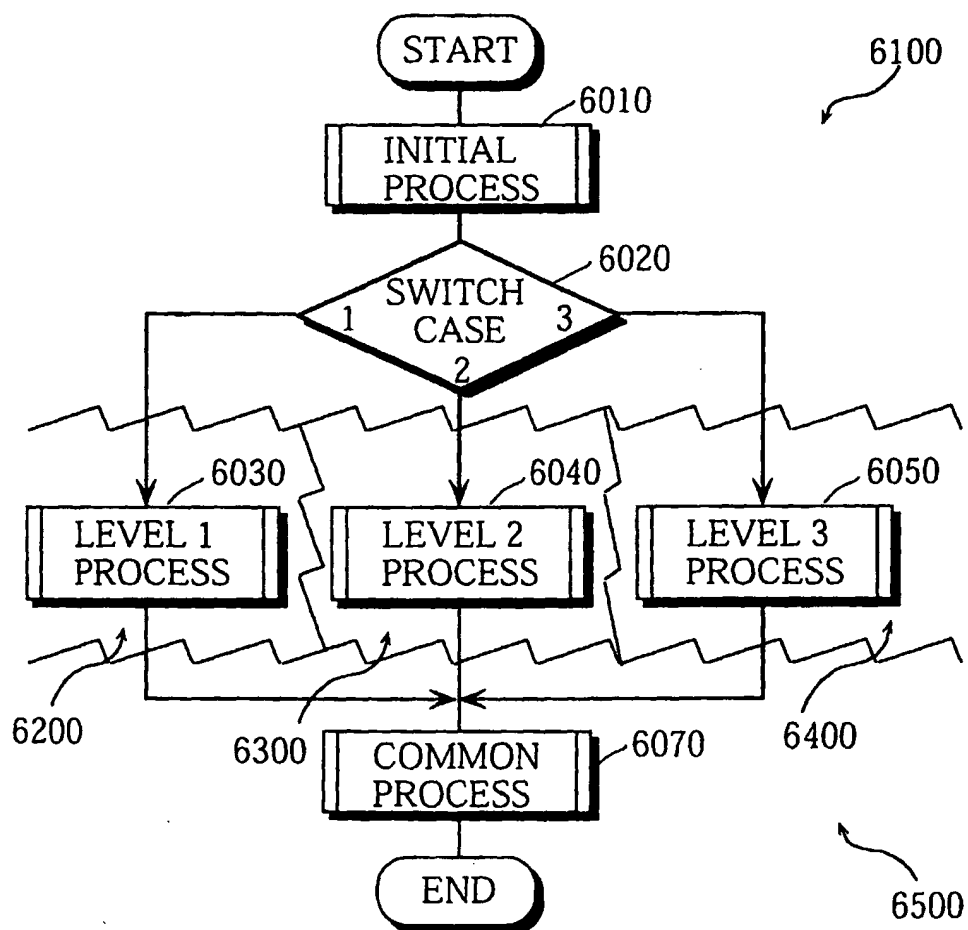 START
6100
6010
INITIAL
PROCESS
6020
SWITCH
1 CASE 3
2
6030
6040
6050
LEVEL 1
PROCESS
LEVEL 2
PROCESS
LEVEL 3
PROCESS
6200
6300
6400
6070
COMMON
PROCESS
END
6500